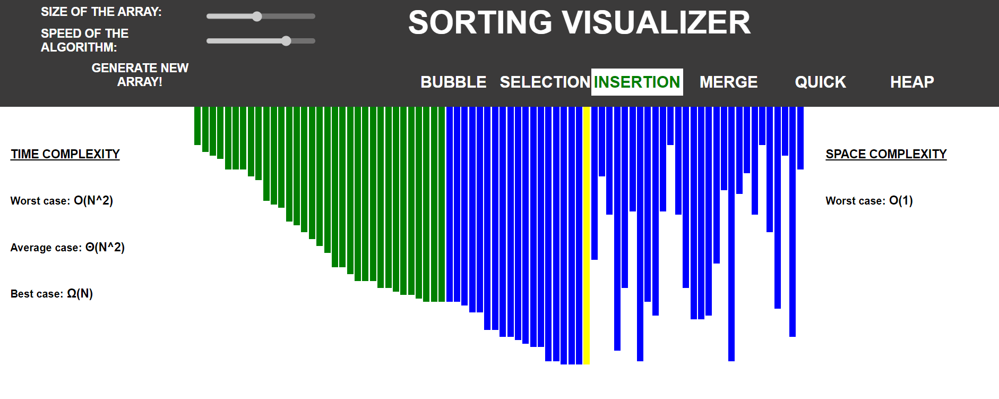 SIZE OF THE ARRAY:
SPEED OF THE
ALGORITHM:
GENERATE NEW
ARRAY!
SORTING VISUALIZER
BUBBLE SELECTION INSERTION MERGE QUICK HEAP
TIME COMPLEXITY
Worst case: O(N^2)
Average case: Θ(N^2)
Best case: Ω(N)
SPACE COMPLEXITY
Worst case: O(1)